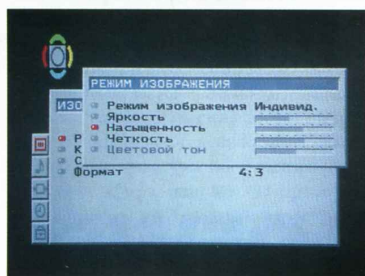 РЕЖИМ ИЗОБРАЖЕНИЯ
ИЗО
Режим изображения Индивид.
Яркость
Насыщенность
Четкость
Цветовой тон
Р
К
С
Формат 4:3